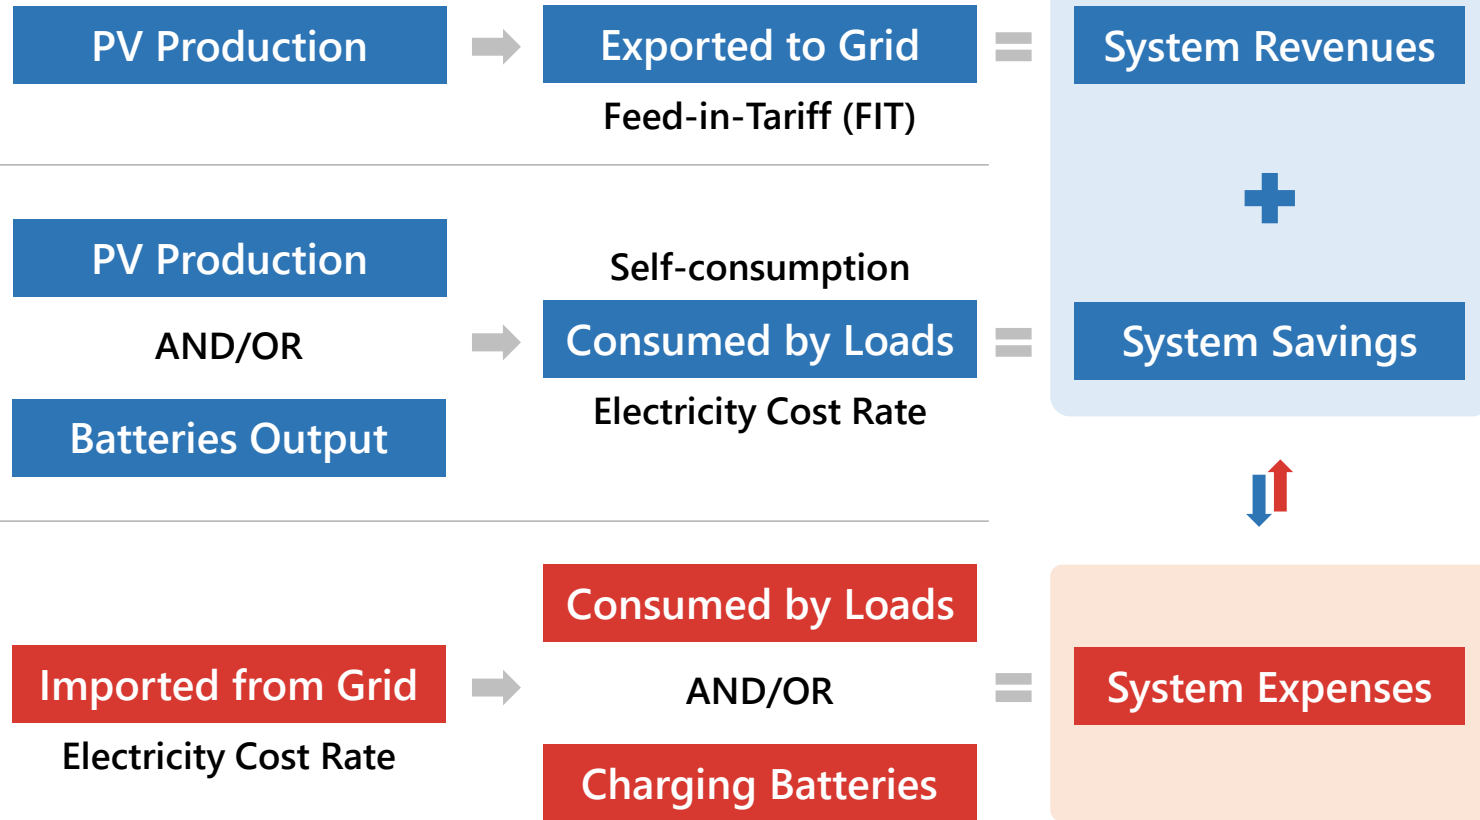 PV Production
Exported to Grid
System Revenues
Feed-in-Tariff (FIT)
PV Production
AND/OR
Batteries Output
Self-consumption
Consumed by Loads
Electricity Cost Rate
System Savings
Imported from Grid
Electricity Cost Rate
Consumed by Loads
AND/OR
Charging Batteries
System Expenses